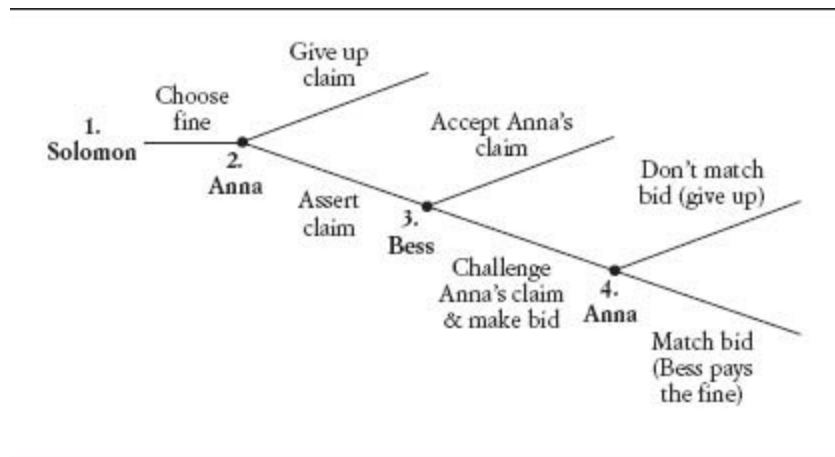 Give up
claim
Choose
fine
1.
Solomon
2.
Anna
Accept Anna's
claim
Assert
claim
3.
Bess
Don't match
bid (give up)
Challenge
Anna's claim
& make bid
4.
Anna
Match bid
(Bess pays
the fine)